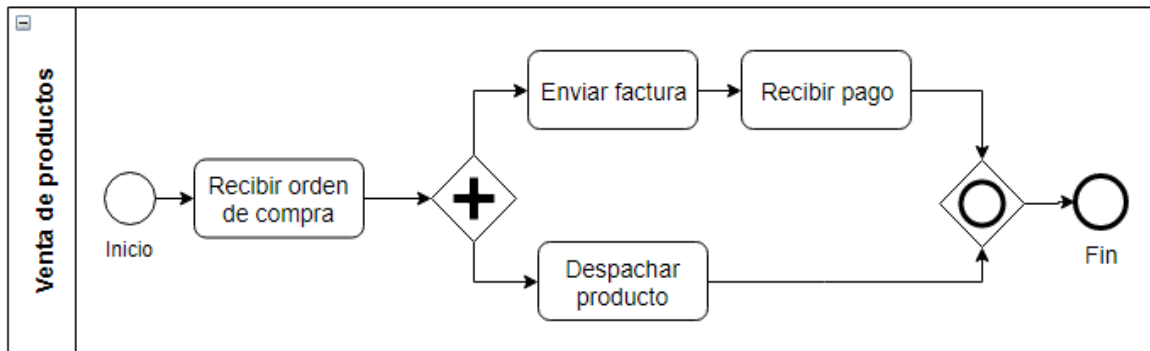 Venta de productos
Inicio
Recibir orden
de compra
Enviar factura
Recibir pago
Despachar
producto
Fin